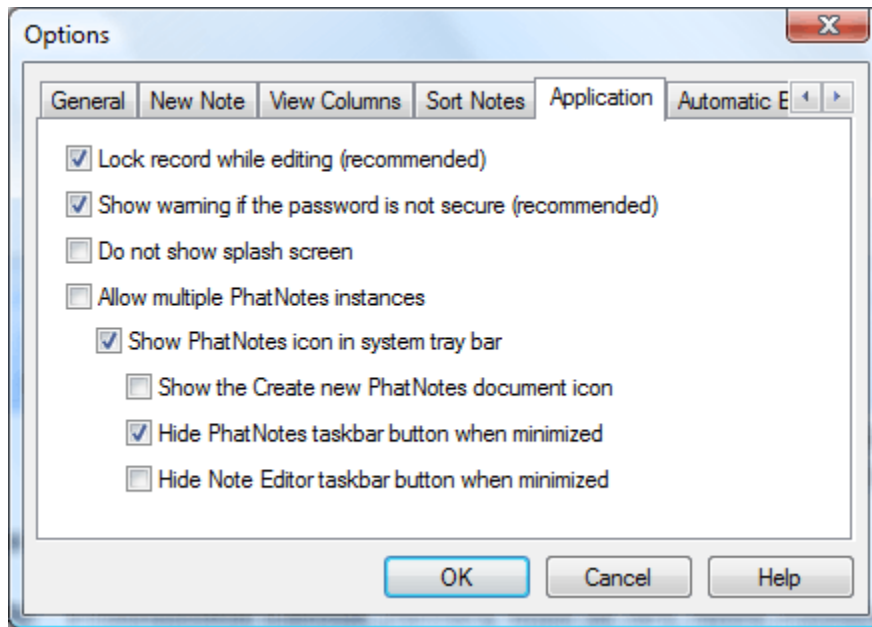 Options
General New Note View Columns Sort Notes Application Automatic E
Lock record while editing (recommended)
Show warning if the password is not secure (recommended)
Do not show splash screen
Allow multiple PhatNotes instances
Show PhatNotes icon in system tray bar
Show the Create new PhatNotes document icon
Hide PhatNotes taskbar button when minimized
Hide Note Editor taskbar button when minimized
OK Cancel Help